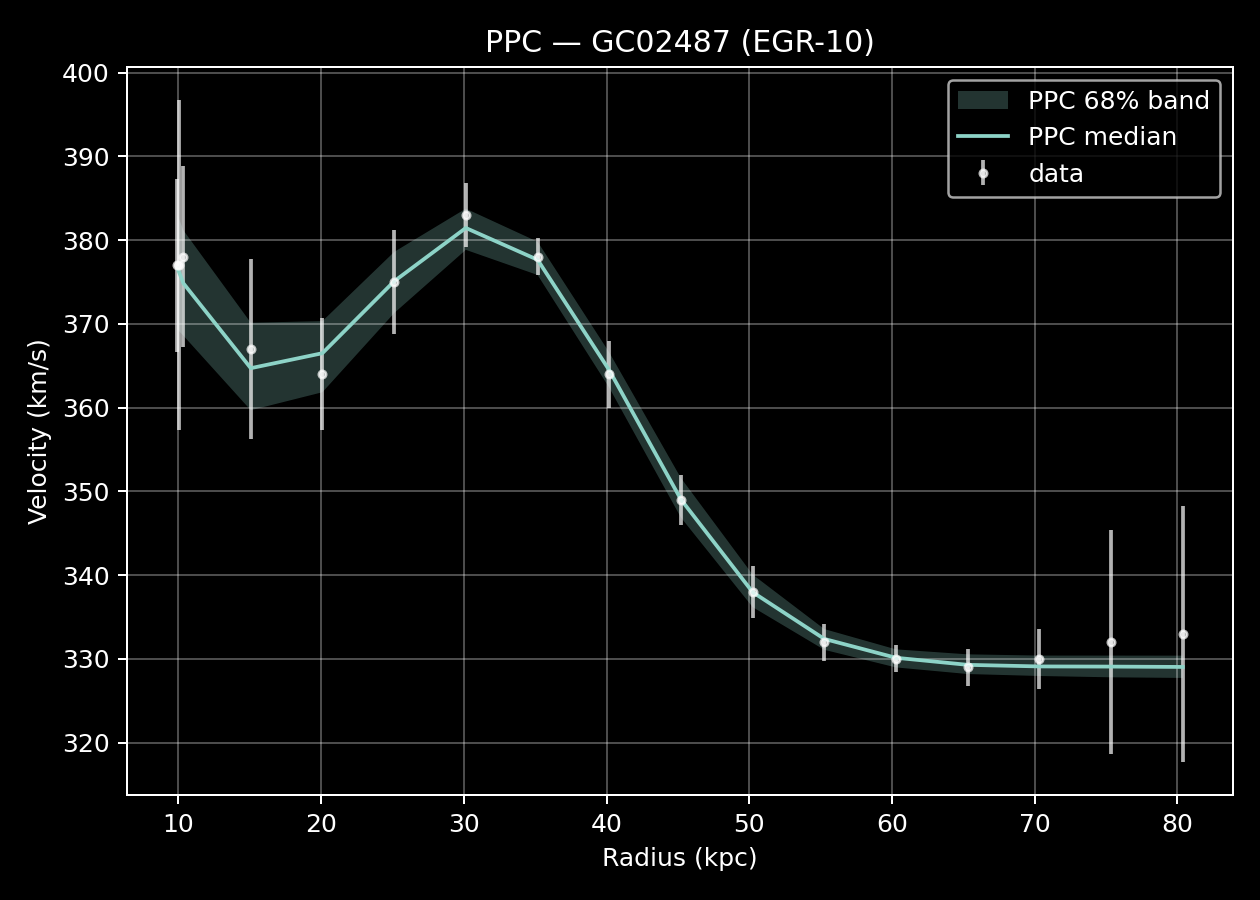 PPC — GC02487 (EGR-10)
PPC 68% band
PPC median
data
Velocity (km/s)
400
390
380
370
360
350
340
330
320
10 20 30 40 50 60 70 80
Radius (kpc)